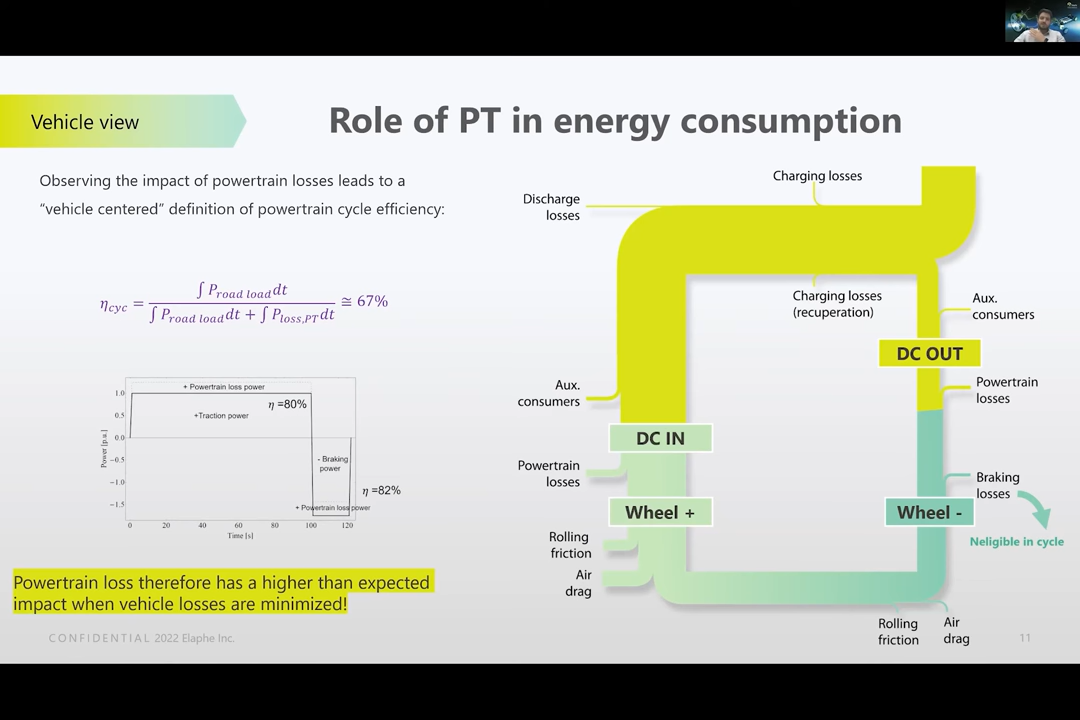 Vehicle view
Role of PT in energy consumption
Observing the impact of powertrain losses leads to a
“vehicle centered” definition of powertrain cycle efficiency:
η_cyc = ∫ P_road load dt / (∫ P_road load dt + ∫ P_loss,PT dt) ≅ 67%
+ Powertrain loss power
η =80%
+Traction power
- Braking
power
η =82%
+ Powertrain loss power
Power [p.u.]
1.0
0.5
0.0
−0.5
−1.0
−1.5
0 20 40 60 80 100 120
Time [s]
Powertrain loss therefore has a higher than expected
impact when vehicle losses are minimized!
CONFIDENTIAL 2022 Elaphe Inc.
Charging losses
Discharge
losses
Charging losses
(recuperation)
Aux.
consumers
DC OUT
Powertrain
losses
Aux.
consumers
DC IN
Powertrain
losses
Braking
losses
Wheel +
Wheel -
Neligible in cycle
Rolling
friction
Air
drag
Rolling
friction
Air
drag
11